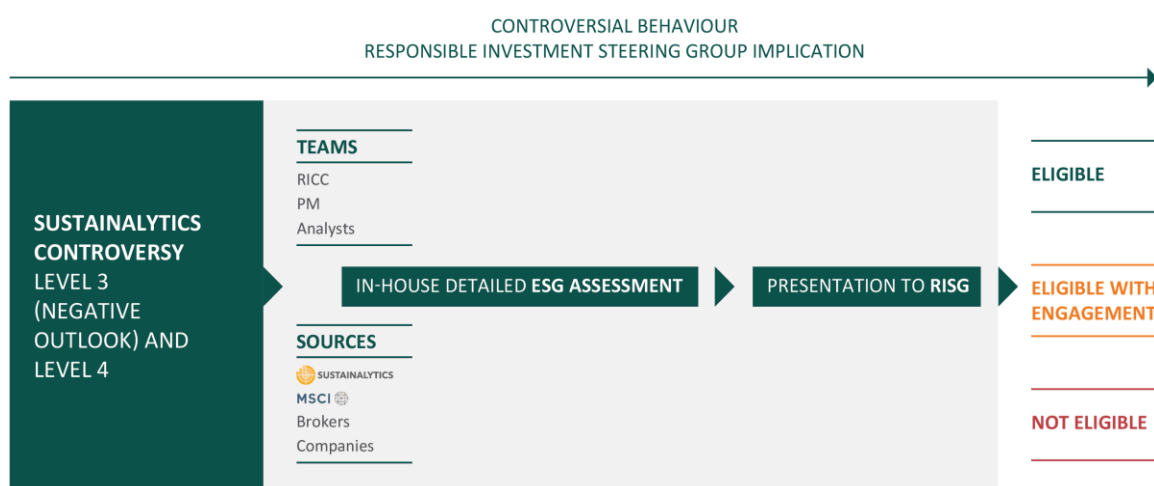 CONTROVERSIAL BEHAVIOUR
RESPONSIBLE INVESTMENT STEERING GROUP IMPLICATION
SUSTAINALYTICS
CONTROVERSY
LEVEL 3
(NEGATIVE
OUTLOOK) AND
LEVEL 4
TEAMS
RICC
PM
Analysts
IN-HOUSE DETAILED ESG ASSESSMENT
PRESENTATION TO RISG
SOURCES
SUSTAINALYTICS
MSCI
Brokers
Companies
ELIGIBLE
ELIGIBLE WITH
ENGAGEMENT
NOT ELIGIBLE